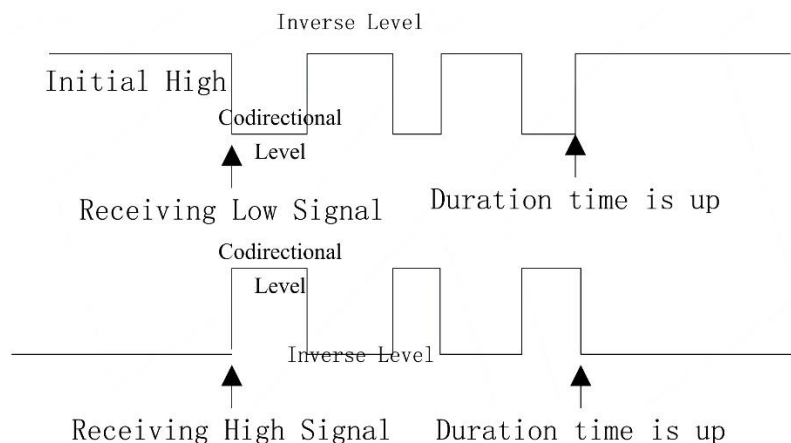 Inverse Level
Initial High
Codirectional
Level
Receiving Low Signal
Duration time is up
Codirectional
Level
Inverse Level
Receiving High Signal
Duration time is up